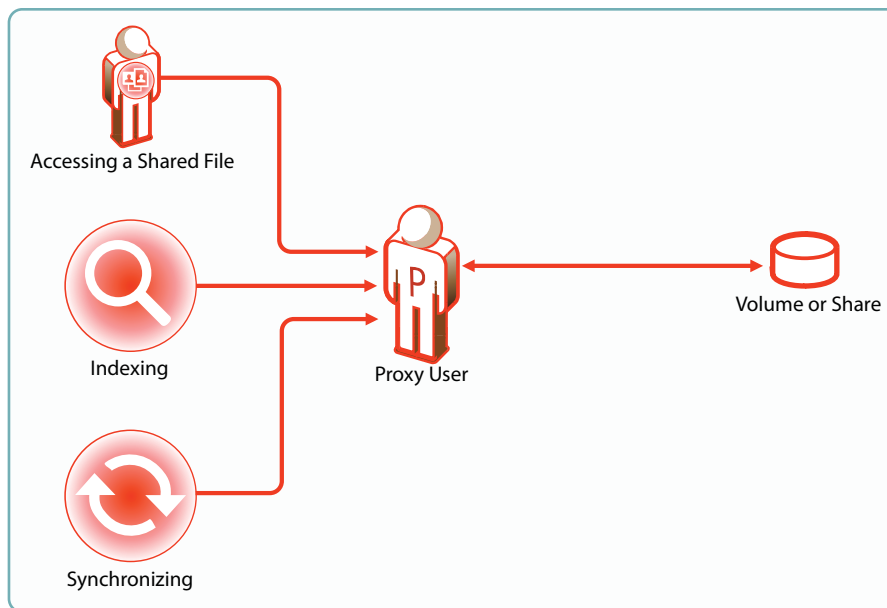 Accessing a Shared File
Indexing
Synchronizing
P
Proxy User
Volume or Share